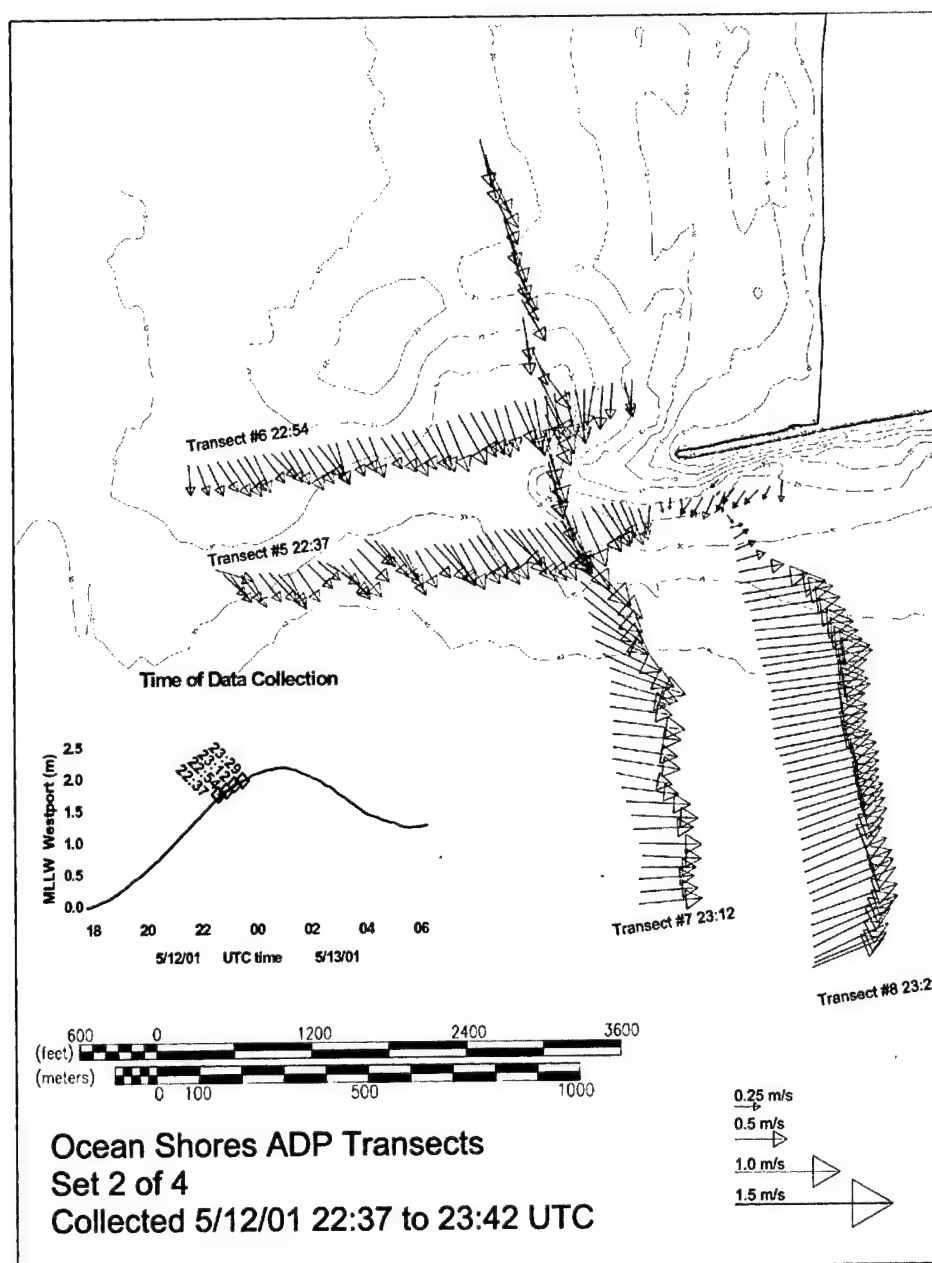 Transect #6 22:54
Transect #5 22:37
Time of Data Collection
MLLW Westport (m)
2.5
2.0
1.5
1.0
0.5
0.0
23:29
23:12
22:54
22:37
18 20 22 00 02 04 06
5/12/01 UTC time 5/13/01
Transect #7 23:12
Transect #8 23:2
600 0 1200 2400 3600
(feet)
(meters)
0 100 500 1000
0.25 m/s
0.5 m/s
1.0 m/s
1.5 m/s
Ocean Shores ADP Transects
Set 2 of 4
Collected 5/12/01 22:37 to 23:42 UTC